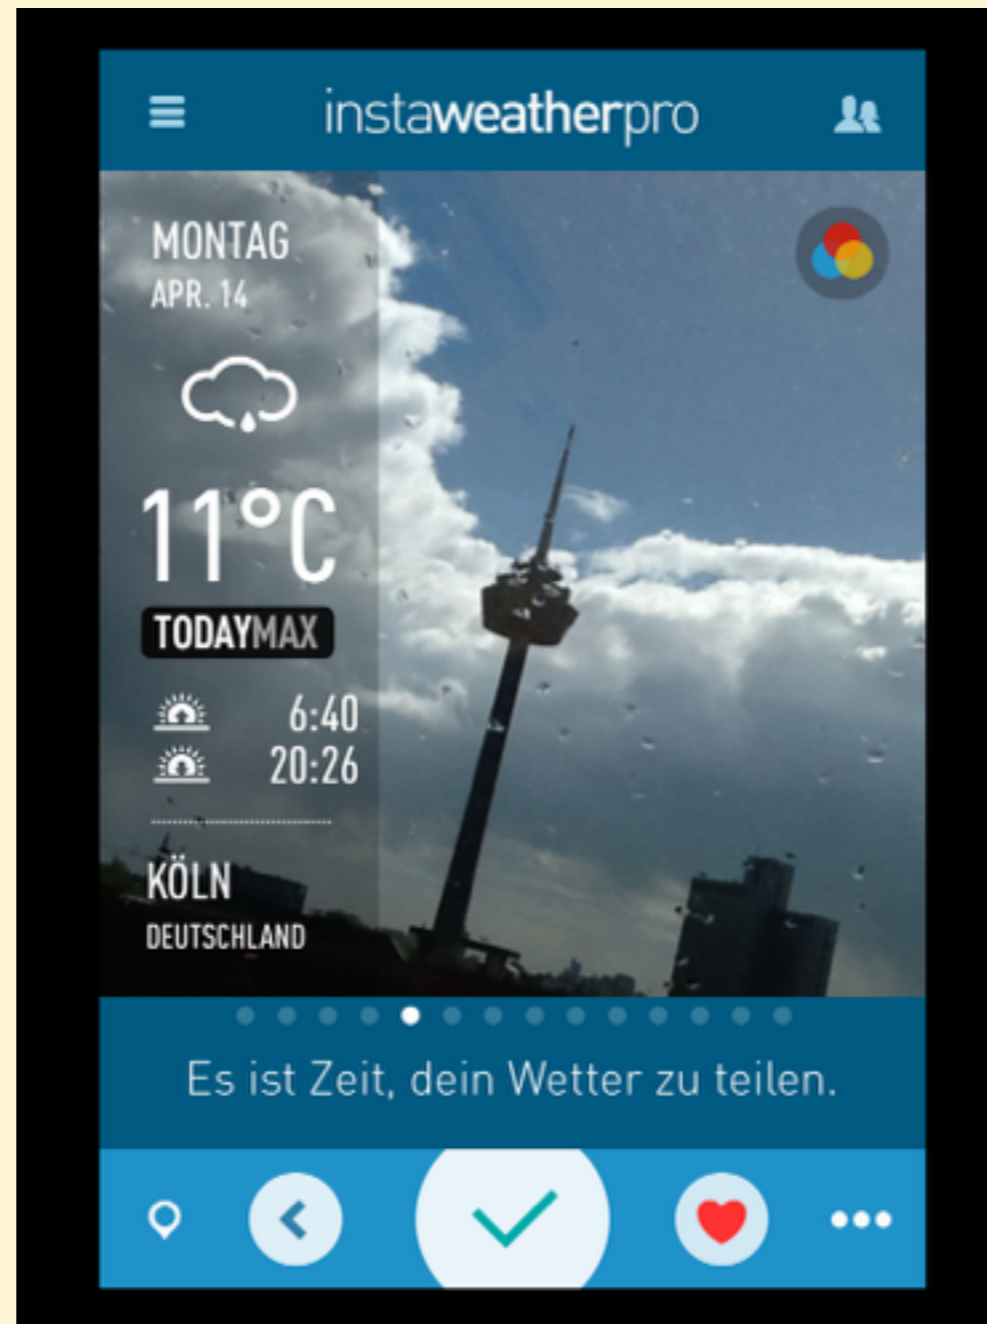 instaweatherpro
MONTAG
APR. 14
11°C
TODAYMAX
6:40
20:26
KÖLN
DEUTSCHLAND
Es ist Zeit, dein Wetter zu teilen.